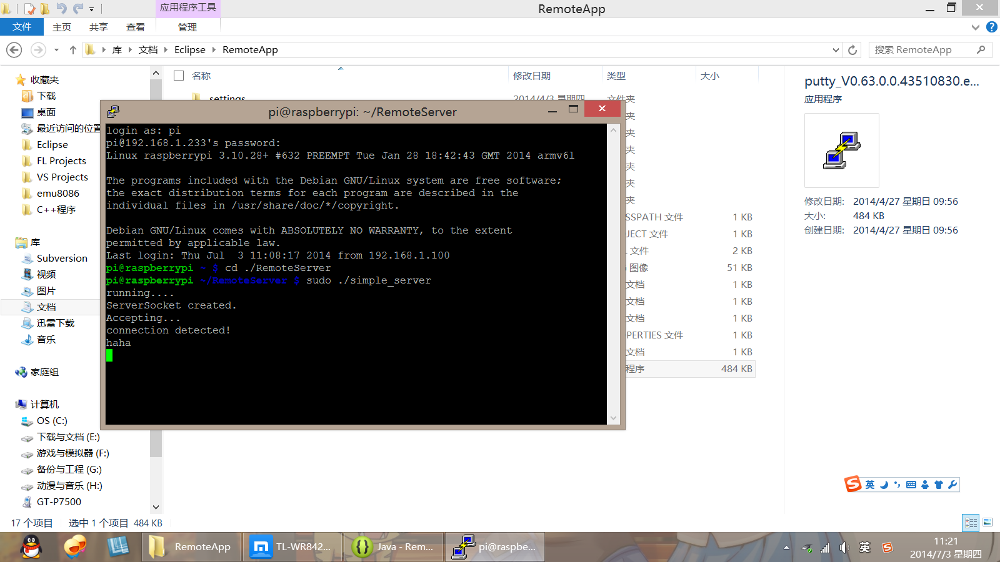 应用程序工具
RemoteApp
文件
主页
共享
查看
管理
库
文档
Eclipse
RemoteApp
搜索 RemoteApp
收藏夹
下载
桌面
最近访问的位置
Eclipse
FL Projects
VS Projects
emu8086
C++程序
库
Subversion
视频
图片
文档
迅雷下载
音乐
家庭组
计算机
OS (C:)
下载与文档 (E:)
游戏与模拟器 (F:)
备份与工程 (G:)
动漫与音乐 (H:)
GT-P7500
名称
修改日期
类型
大小
settings
2014/4/3 星期四
文件夹
夹
夹
夹
夹
夹
夹
SSPATH 文件
1 KB
JECT 文件
1 KB
文件
2 KB
图像
51 KB
文档
1 KB
文档
1 KB
文档
1 KB
PERTIES 文件
1 KB
文档
1 KB
程序
484 KB
pi@raspberrypi: ~/RemoteServer
login as: pi
pi@192.168.1.233's password:
Linux raspberrypi 3.10.28+ #632 PREEMPT Tue Jan 28 18:42:43 GMT 2014 armv6l
The programs included with the Debian GNU/Linux system are free software;
the exact distribution terms for each program are described in the
individual files in /usr/share/doc/*/copyright.
Debian GNU/Linux comes with ABSOLUTELY NO WARRANTY, to the extent
permitted by applicable law.
Last login: Thu Jul  3 11:08:17 2014 from 192.168.1.100
pi@raspberrypi ~ $ cd ./RemoteServer
pi@raspberrypi ~/RemoteServer $ sudo ./simple_server
running....
ServerSocket created.
Accepting...
connection detected!
haha
putty_V0.63.0.0.43510830.e...
应用程序
修改日期: 2014/4/27 星期日 09:56
大小: 484 KB
创建日期: 2014/4/27 星期日 09:56
S 英
17 个项目
选中 1 个项目 484 KB
RemoteApp
TL-WR842...
Java - Rem...
pi@raspbe...
英
S
11:21
2014/7/3 星期四